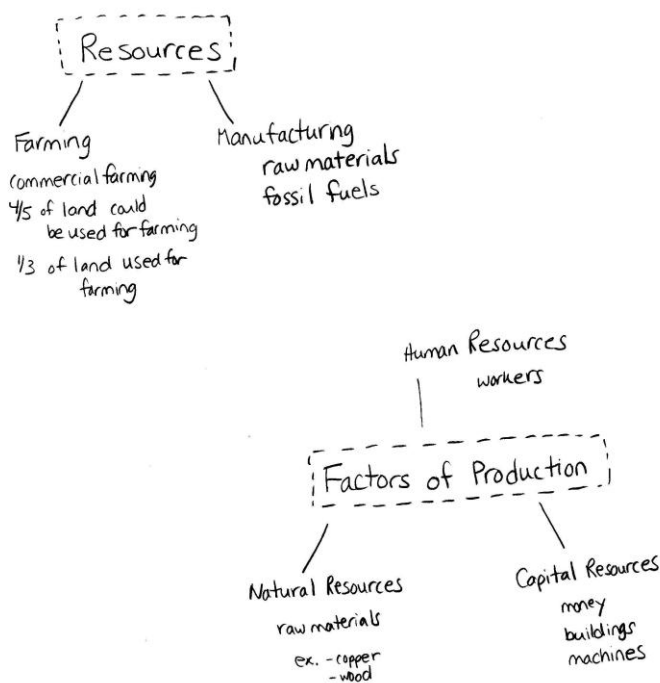 Resources
Farming
commercial farming
4/5 of land could
be used for farming
1/3 of land used for
farming
Manufacturng
raw materials
fossil fuels
Human Resources
workers
Factors of Production
Natural Resources
raw materials
ex. -copper
-wood
Capital Resources
money
buildings
machines